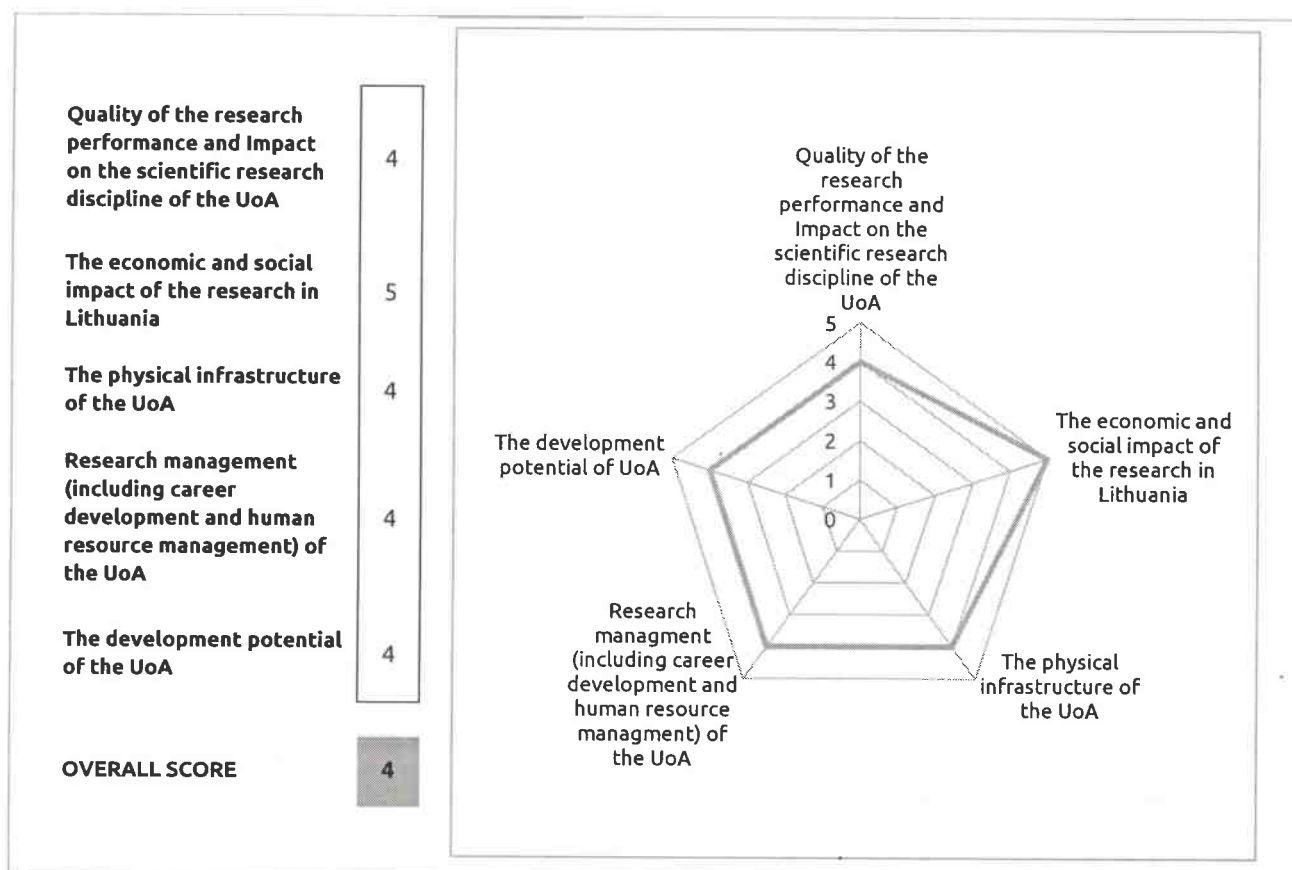 Quality of the research
performance and Impact
on the scientific research
discipline of the UoA
4
The economic and social
impact of the research in
Lithuania
5
The physical infrastructure
of the UoA
4
Research management
(including career
development and human
resource management) of
the UoA
4
The development potential
of the UoA
4
OVERALL SCORE
4
Quality of the
research
performance and
Impact on the
scientific research
discipline of the
UoA
5
4
3
2
1
0
The economic and
social impact of
the research in
Lithuania
The physical
infrastructure of
the UoA
Research
managment
(including career
development and
human resource
managment) of
the UoA
The development
potential of UoA